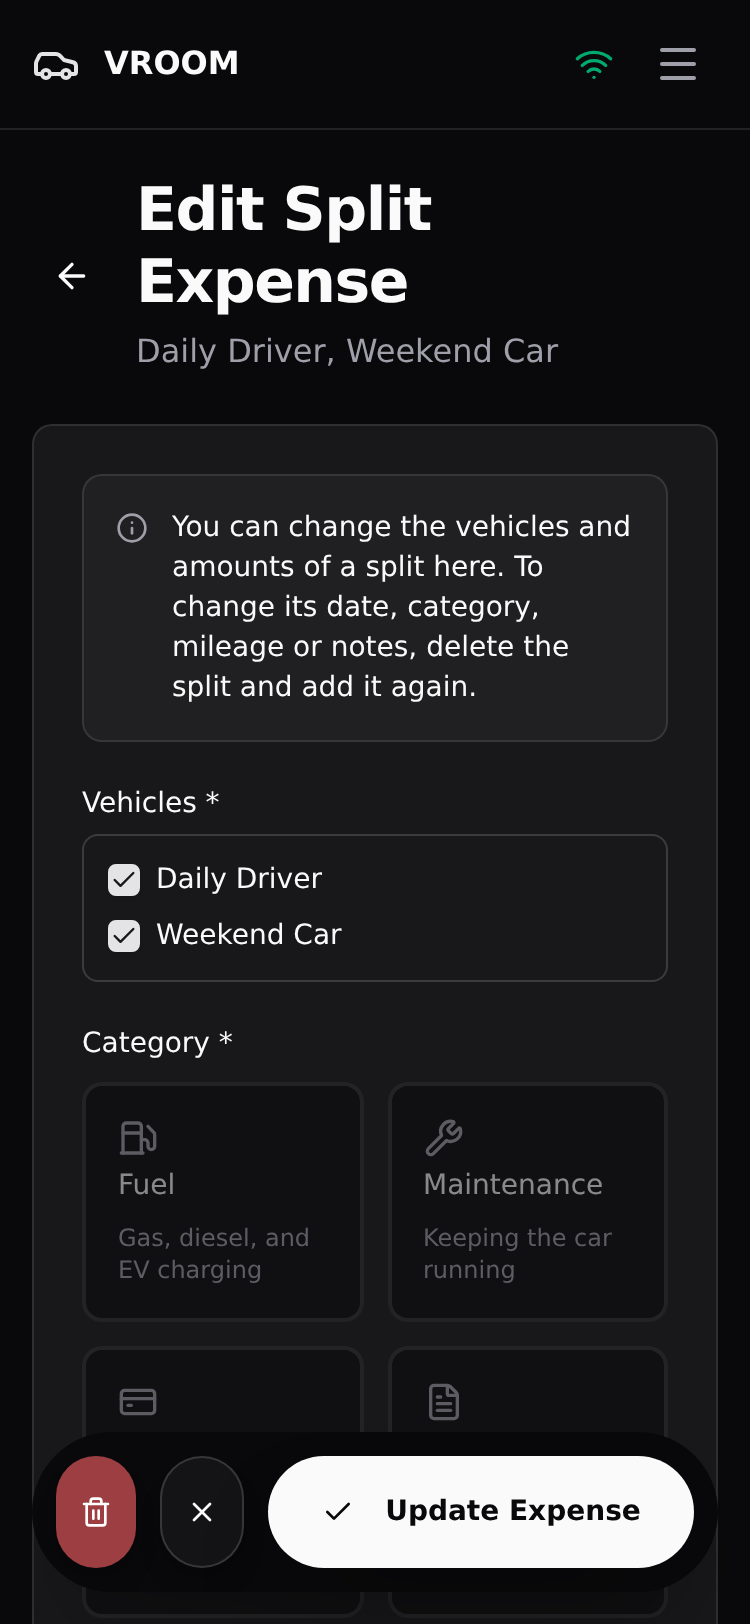 VROOM
Edit Split
Expense
Daily Driver, Weekend Car
You can change the vehicles and
amounts of a split here. To
change its date, category,
mileage or notes, delete the
split and add it again.
Vehicles *
Daily Driver
Weekend Car
Category *
Fuel
Gas, diesel, and
EV charging
Maintenance
Keeping the car
running
Update Expense